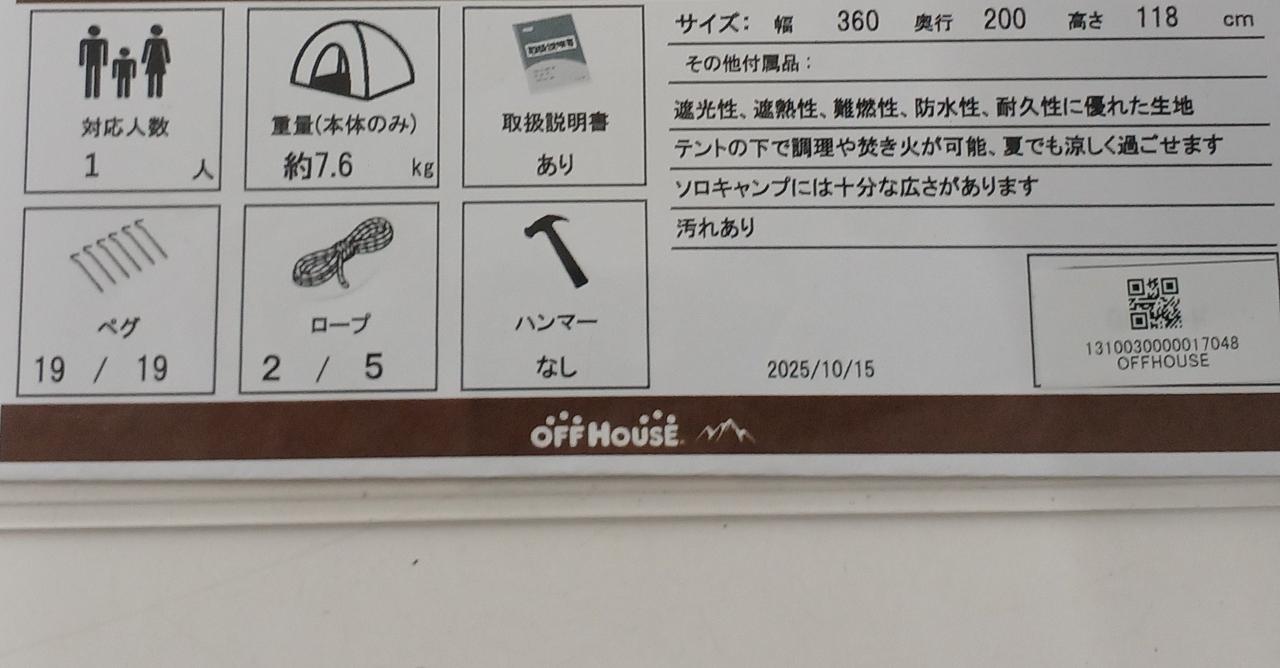 サイズ: 幅 360 奥行 200 高さ 118 cm
その他付属品:
遮光性、遮熱性、難燃性、防水性、耐久性に優れた生地
テントの下で調理や焚き火が可能、夏でも涼しく過ごせます
ソロキャンプには十分な広さがあります
汚れあり
対応人数
1 人
重量(本体のみ)
約7.6 kg
取扱説明書
取扱説明書
あり
ペグ
19 / 19
ロープ
2 / 5
ハンマー
なし
2025/10/15
1310030000017048
OFFHOUSE
OFFHOUSE